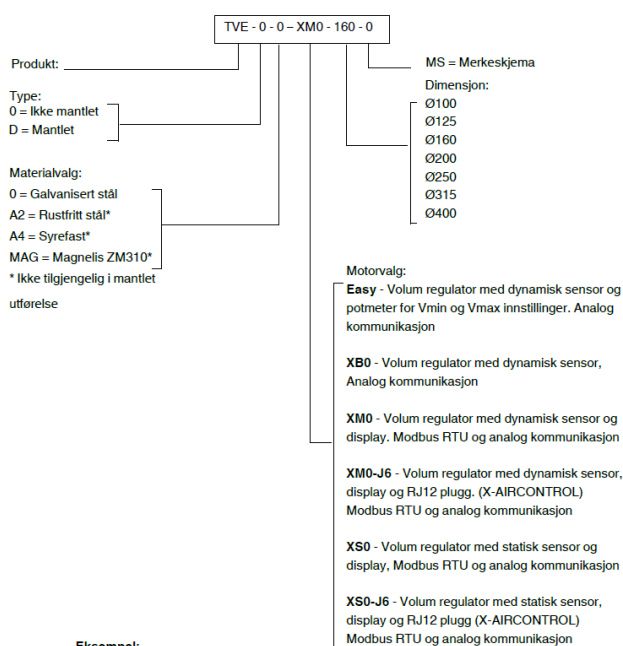 TVE - 0 - 0 – XM0 - 160 - 0
Produkt:
Type:
0 = Ikke mantlet
D = Mantlet
Materialvalg:
0 = Galvanisert stål
A2 = Rustfritt stål*
A4 = Syrefast*
MAG = Magnelis ZM310*
* Ikke tilgjengelig i mantlet
utførelse
MS = Merkeskjema
Dimensjon:
Ø100
Ø125
Ø160
Ø200
Ø250
Ø315
Ø400
Motorvalg:
Easy - Volum regulator med dynamisk sensor og
potmeter for Vmin og Vmax innstillinger. Analog
kommunikasjon
XB0 - Volum regulator med dynamisk sensor,
Analog kommunikasjon
XM0 - Volum regulator med dynamisk sensor og
display. Modbus RTU og analog kommunikasjon
XM0-J6 - Volum regulator med dynamisk sensor,
display og RJ12 plugg. (X-AIRCONTROL)
Modbus RTU og analog kommunikasjon
XS0 - Volum regulator med statisk sensor og
display, Modbus RTU og analog kommunikasjon
XS0-J6 - Volum regulator med statisk sensor,
display og RJ12 plugg (X-AIRCONTROL)
Modbus RTU og analog kommunikasjon
Eksempel: